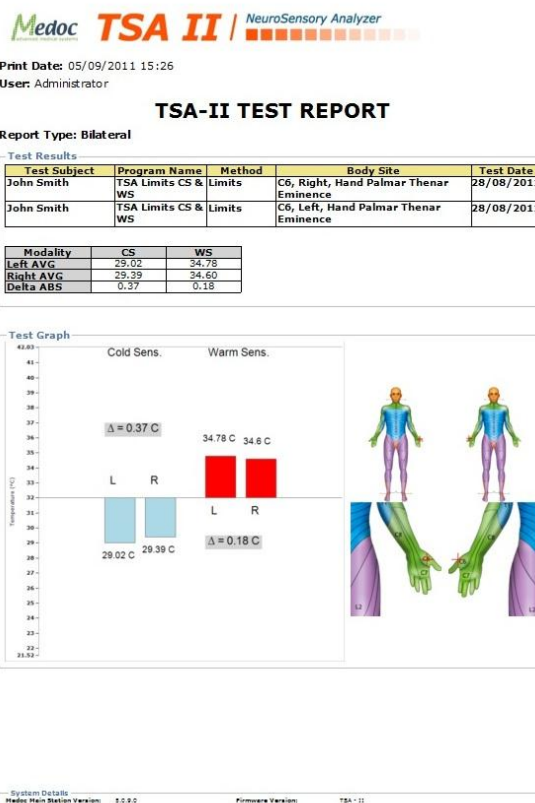 Medoc TSA II / NeuroSensory Analyzer
Print Date: 05/09/2011 15:26
User: Administrator
TSA-II TEST REPORT
Report Type: Bilateral
Test Results
Test Subject Program Name Method Body Site Test Date
John Smith TSA Limits CS & WS Limits C6, Right, Hand Palmar Thenar Eminence 28/08/201
John Smith TSA Limits CS & WS Limits C6, Left, Hand Palmar Thenar Eminence 28/08/201
Modality CS WS
Left AVG 29.02 34.78
Right AVG 29.39 34.60
Delta ABS 0.37 0.18
Test Graph
Cold Sens. Warm Sens.
42.03
41
40
39
38
37
36
35
34
33
32
31
30
29
28
27
26
25
24
23
22
21.52
Temperature (°C)
Δ = 0.37 C
34.78 C 34.6 C
L R
L R
Δ = 0.18 C
29.02 C 29.39 C
C6
C7
L2
System Details
Medoc Main Station Version: 5.0.9.0 Firmware Version: TSA - II